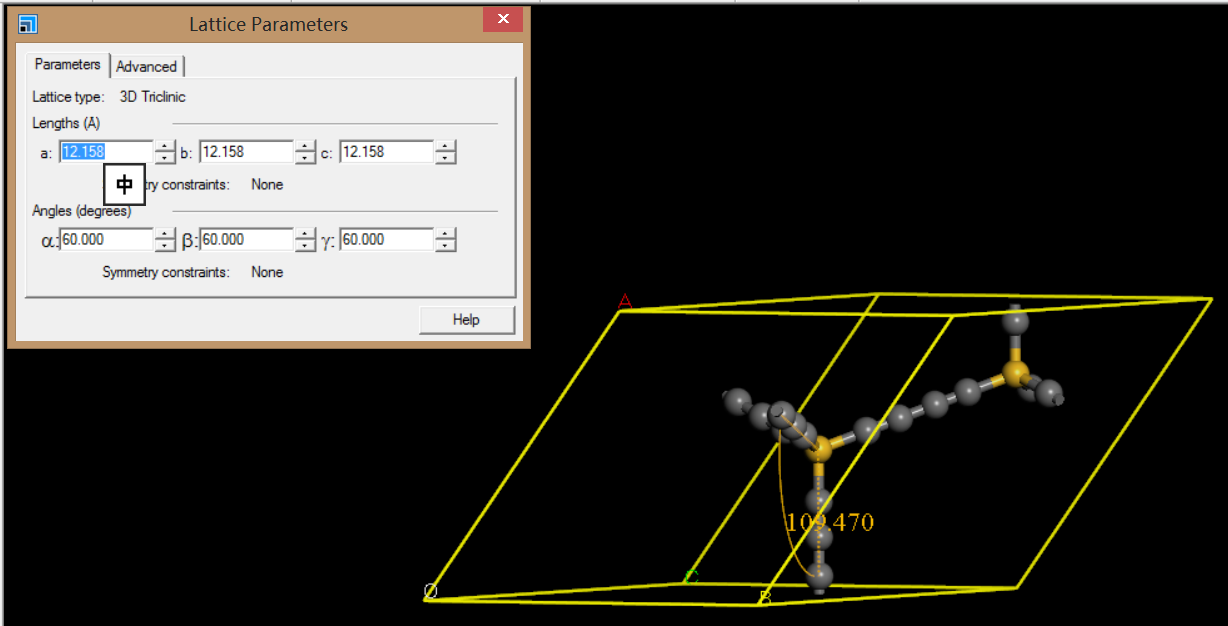 Lattice Parameters
Parameters Advanced
Lattice type: 3D Triclinic
Lengths (A)
a: 12.158 b: 12.158 c: 12.158
中 try constraints: None
Angles (degrees)
α: 60.000 β: 60.000 γ: 60.000
Symmetry constraints: None
Help
A
109.470
C
O
B